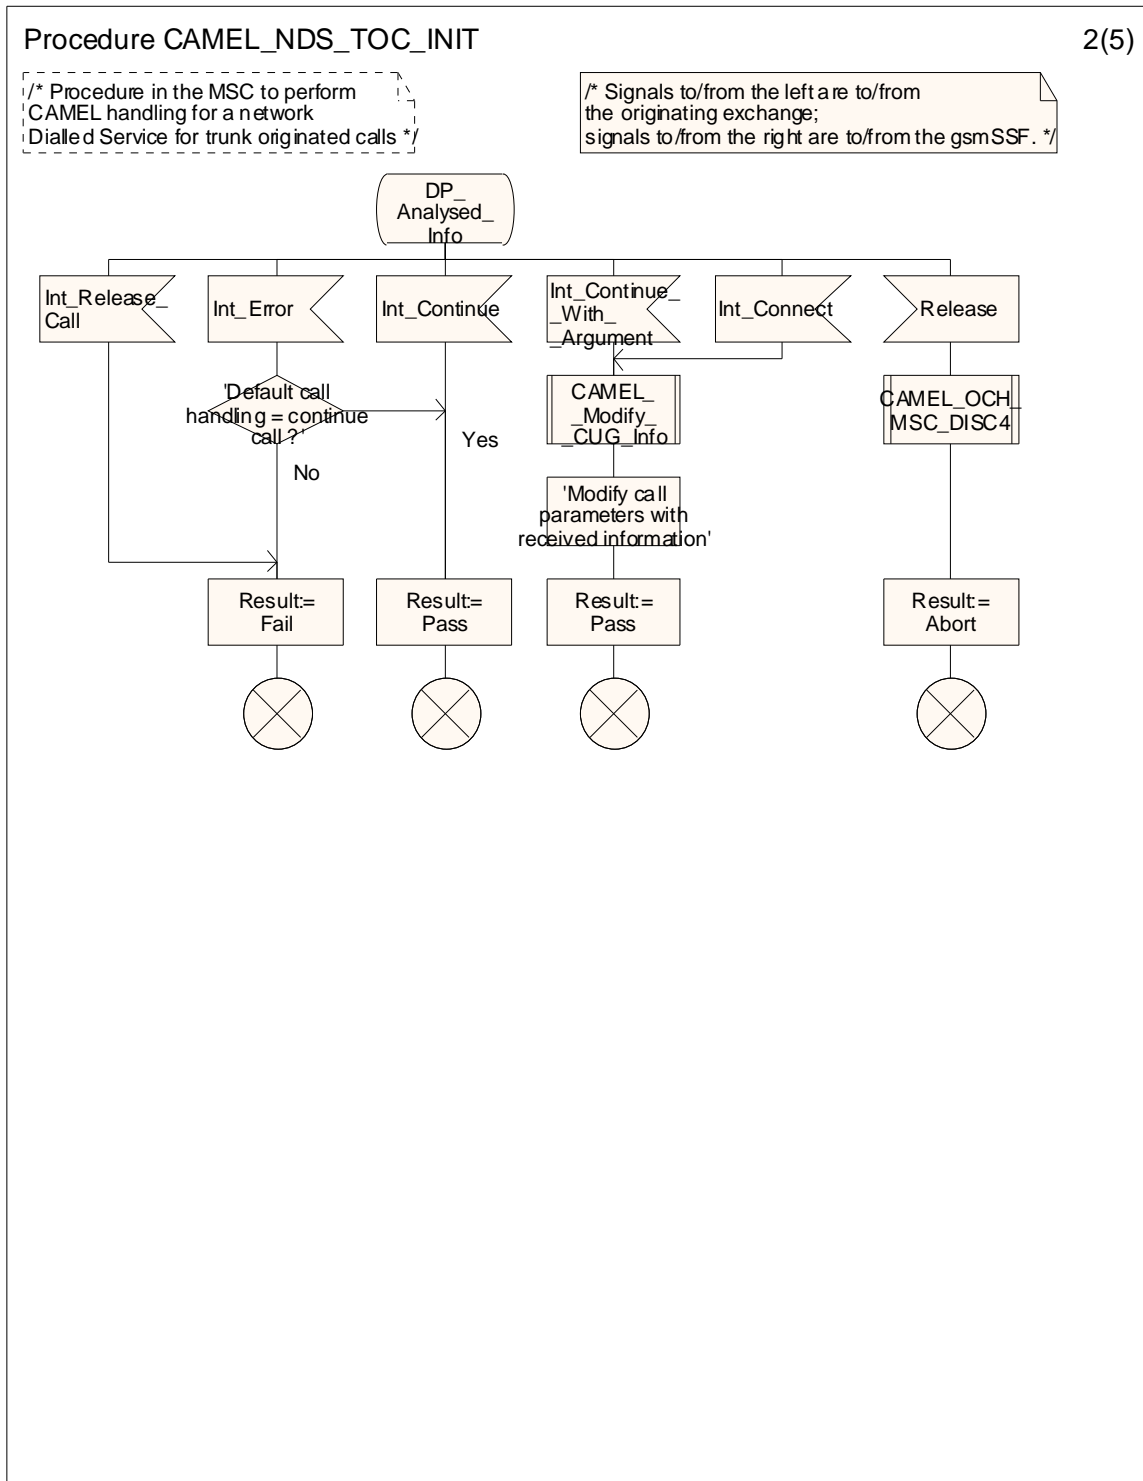 Procedure CAMEL_NDS_TOC_INIT
2(5)
/* Procedure in the MSC to perform
CAMEL handling for a network
Dialled Service for trunk originated calls */
/* Signals to/from the left are to/from
the originating exchange;
signals to/from the right are to/from the gsmSSF. */
DP_
Analysed_
Info
Int_Release_
Call
Int_Error
Int_Continue
Int_Continue_
_With_
_Argument
Int_Connect
Release
'Default call
handling = continue
call ?'
Yes
No
CAMEL_
_Modify_
_CUG_Info
CAMEL_OCH_
MSC_DISC4
'Modify call
parameters with
received information'
Result:=
Fail
Result:=
Pass
Result:=
Pass
Result:=
Abort